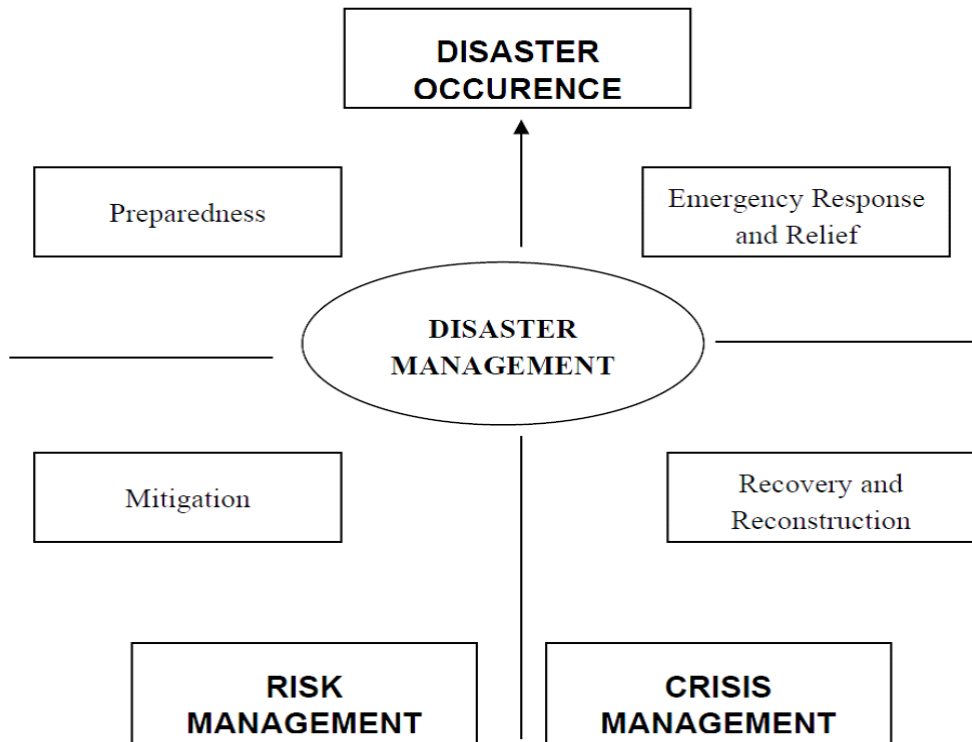 DISASTER
OCCURENCE
Preparedness
Emergency Response
and Relief
DISASTER
MANAGEMENT
Mitigation
Recovery and
Reconstruction
RISK
MANAGEMENT
CRISIS
MANAGEMENT